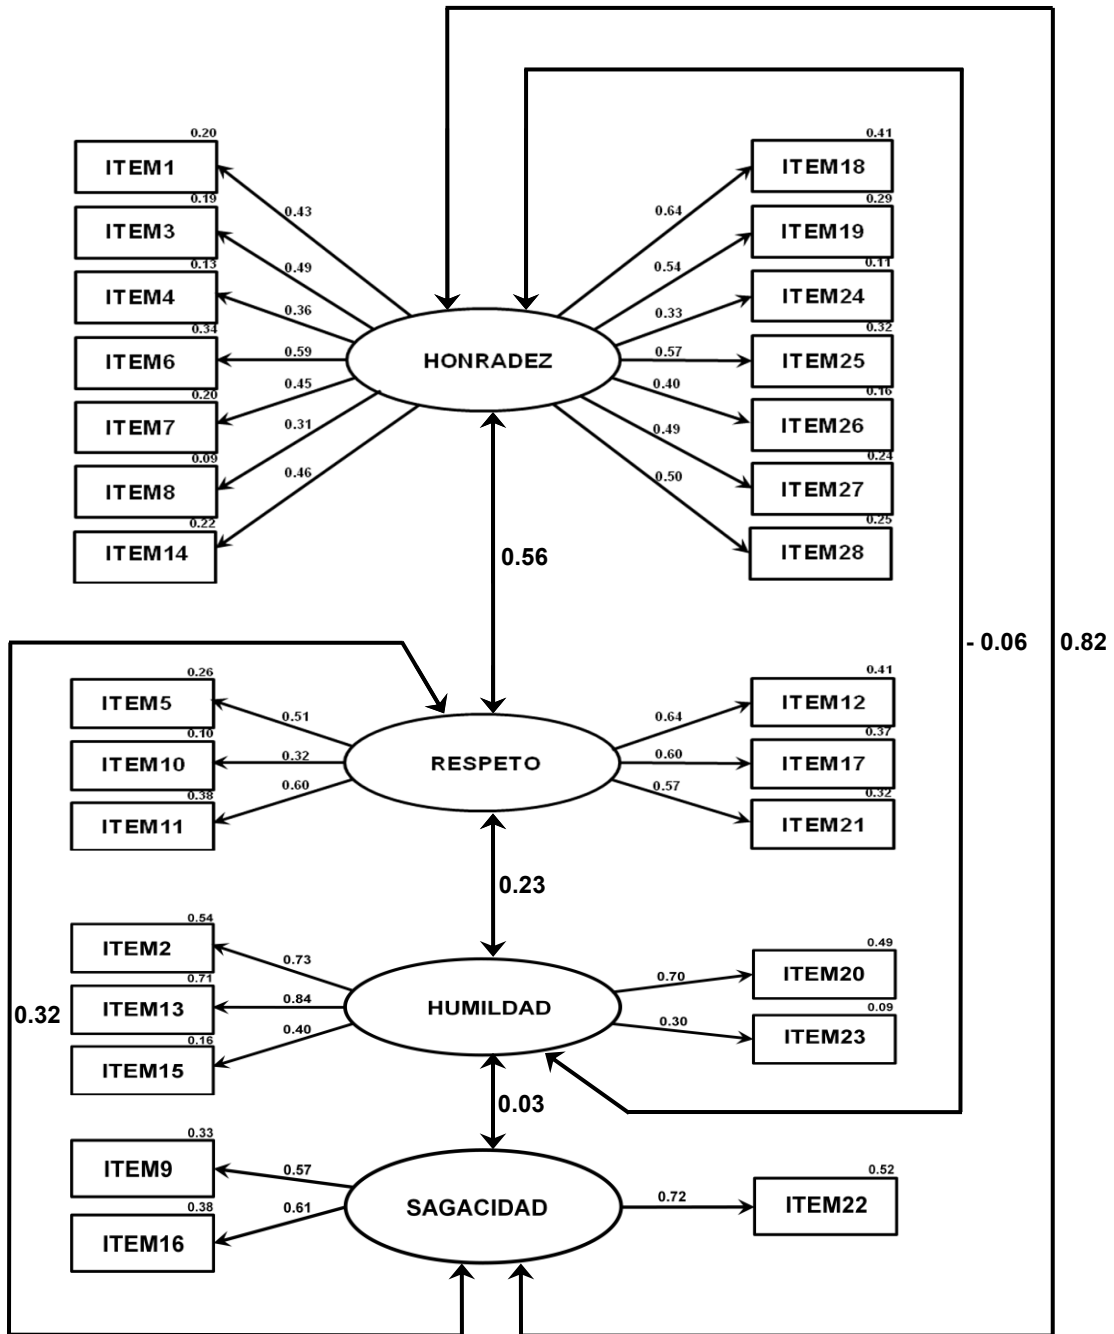 0.20
ITEM1
0.19
ITEM3
0.13
ITEM4
0.34
ITEM6
0.20
ITEM7
0.09
ITEM8
0.22
ITEM14
0.43
0.49
0.36
0.59
0.45
0.31
0.46
HONRADEZ
0.64
0.54
0.33
0.57
0.40
0.49
0.50
0.41
ITEM18
0.29
ITEM19
0.11
ITEM24
0.32
ITEM25
0.16
ITEM26
0.24
ITEM27
0.25
ITEM28
0.56
- 0.06
0.82
0.26
ITEM5
0.10
ITEM10
0.38
ITEM11
0.51
0.32
0.60
RESPETO
0.64
0.60
0.57
0.41
ITEM12
0.37
ITEM17
0.32
ITEM21
0.23
0.54
ITEM2
0.71
ITEM13
0.16
ITEM15
0.73
0.84
0.40
HUMILDAD
0.70
0.30
0.49
ITEM20
0.09
ITEM23
0.32
0.03
0.33
ITEM9
0.38
ITEM16
0.57
0.61
SAGACIDAD
0.72
0.52
ITEM22